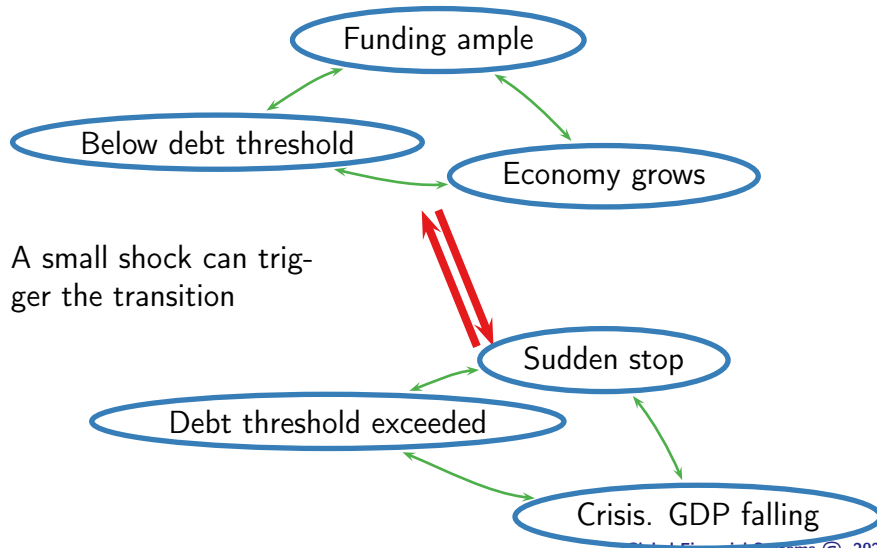 Funding ample
Below debt threshold
Economy grows
A small shock can trig-
ger the transition
Sudden stop
Debt threshold exceeded
Crisis. GDP falling